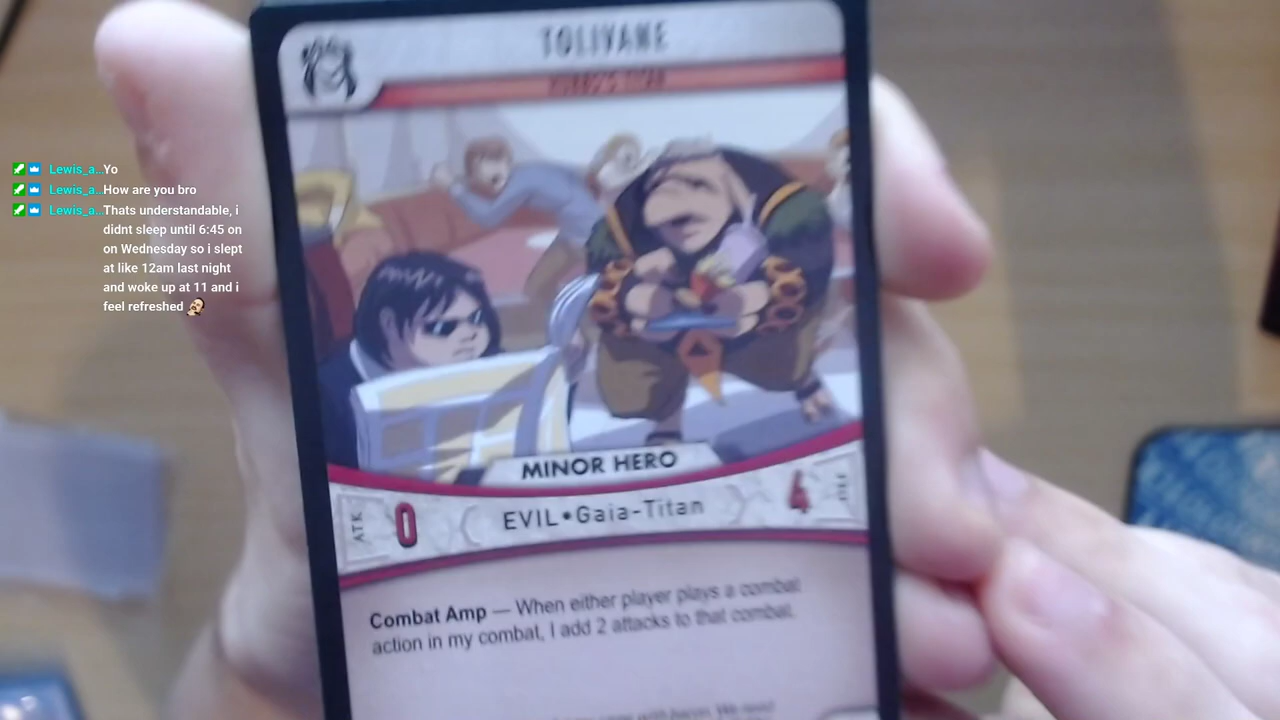 TOLIVANE
Lewis_a... Yo
Lewis_a... How are you bro
Lewis_a... Thats understandable, i
didnt sleep until 6:45 on
on Wednesday so i slept
at like 12am last night
and woke up at 11 and i
feel refreshed
MINOR HERO
ATK 0 EVIL•Gaia-Titan 4 DEF
Combat Amp — When either player plays a combat
action in my combat, I add 2 attacks to that combat.